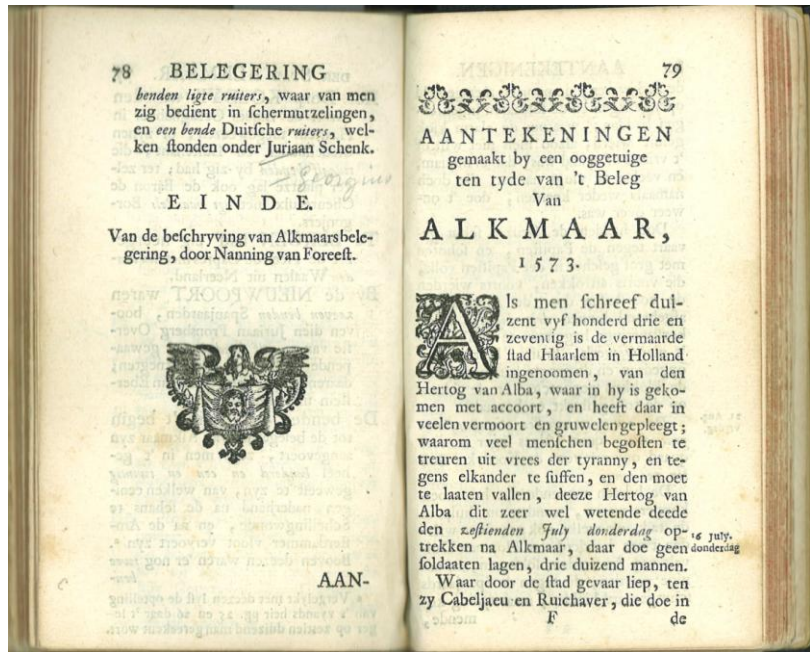 78 BELEGERING
benden ligte ruiters, waar van men
zig bedient in schermutzelingen,
en een bende Duitſche ruiters, wel-
ken ſtonden onder Juriaan Schenk.
Georgius
EINDE.
Van de beſchryving van Alkmaarsbele-
gering, door Nanning van Foreeſt.
AAN-
79
AANTEKENINGEN
gemaakt by een ooggetuige
ten tyde van 't Beleg
Van
ALKMAAR,
1573.
Als men ſchreef dui-
zent vyf honderd drie en
zeventig is de vermaarde
ſtad Haarlem in Holland
ingenoomen, van den
Hertog van Alba, waar in hy is geko-
men met accoort, en heeft daar in
veelen vermoort en gruwelen gepleegt;
waarom veel menſchen begoſten te
treuren uit vrees der tyranny, en te-
gens elkander te ſuffen, en den moet
te laaten vallen, deeze Hertog van
Alba dit zeer wel wetende deede
den zeſtienden July donderdag op-
trekken na Alkmaar, daar doe geen
ſoldaaten lagen, drie duizend mannen.
16 July.
donderdag
Waar door de ſtad gevaar liep, ten
zy Cabeljaeu en Ruichaver, die doe in
F de